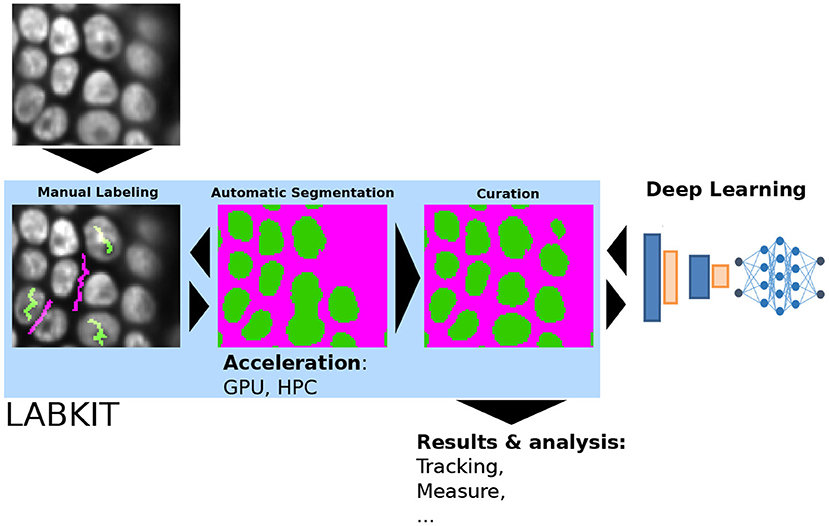 Manual Labeling
Automatic Segmentation
Curation
Deep Learning
Acceleration:
GPU, HPC
LABKIT
Results & analysis:
Tracking,
Measure,
...